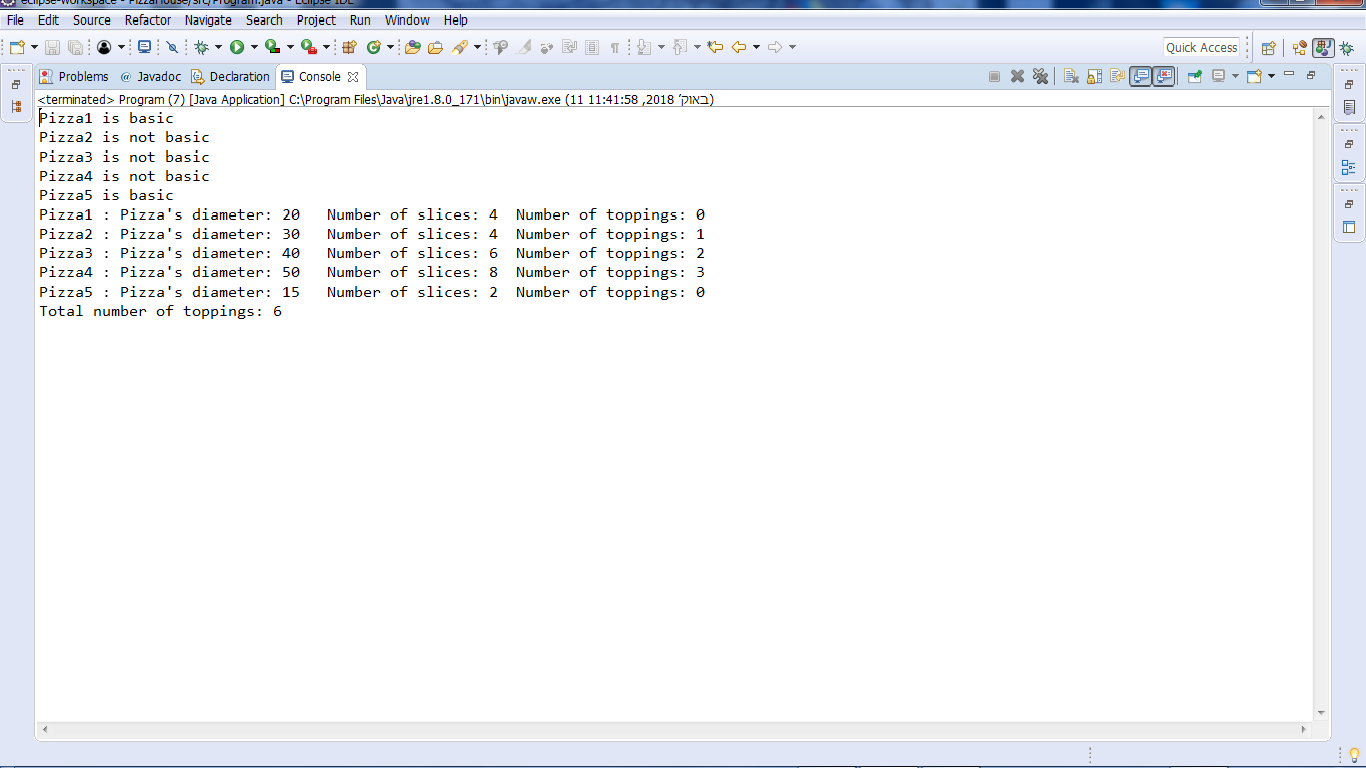 eclipse-workspace - PizzaHouse/src/Program.java - Eclipse IDE
File Edit Source Refactor Navigate Search Project Run Window Help
Quick Access
Problems @ Javadoc Declaration Console
<terminated> Program (7) [Java Application] C:\Program Files\Java\jre1.8.0_171\bin\javaw.exe (11 באוק׳ 2018, 11:41:58)
Pizza1 is basic
Pizza2 is not basic
Pizza3 is not basic
Pizza4 is not basic
Pizza5 is basic
Pizza1 : Pizza's diameter: 20   Number of slices: 4  Number of toppings: 0
Pizza2 : Pizza's diameter: 30   Number of slices: 4  Number of toppings: 1
Pizza3 : Pizza's diameter: 40   Number of slices: 6  Number of toppings: 2
Pizza4 : Pizza's diameter: 50   Number of slices: 8  Number of toppings: 3
Pizza5 : Pizza's diameter: 15   Number of slices: 2  Number of toppings: 0
Total number of toppings: 6